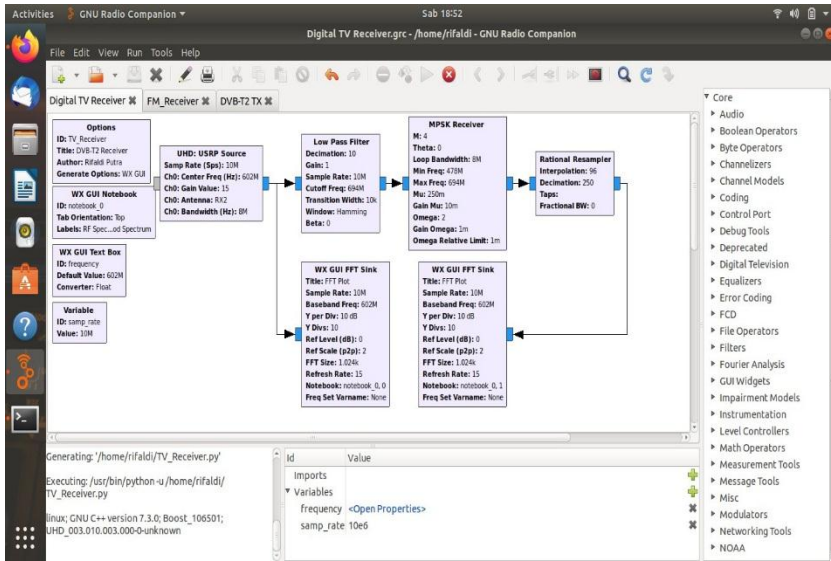 Activities GNU Radio Companion Sab 18:52
Digital TV Receiver.grc - /home/rifaldi - GNU Radio Companion
File Edit View Run Tools Help
Digital TV Receiver FM_Receiver DVB-T2 TX
Options
ID: TV_Receiver
Title: DVB-T2 Receiver
Author: Rifaldi Putra
Generate Options: WX GUI
WX GUI Notebook
ID: notebook_0
Tab Orientation: Top
Labels: RF Spec...od Spectrum
WX GUI Text Box
ID: frequency
Default Value: 602M
Converter: Float
Variable
ID: samp_rate
Value: 10M
UHD: USRP Source
Samp Rate (Sps): 10M
Ch0: Center Freq (Hz): 602M
Ch0: Gain Value: 15
Ch0: Antenna: RX2
Ch0: Bandwidth (Hz): 8M
Low Pass Filter
Decimation: 10
Gain: 1
Sample Rate: 10M
Cutoff Freq: 694M
Transition Width: 10k
Window: Hamming
Beta: 0
MPSK Receiver
M: 4
Theta: 0
Loop Bandwidth: 8M
Min Freq: 478M
Max Freq: 694M
Mu: 250m
Gain Mu: 10m
Omega: 2
Gain Omega: 1m
Omega Relative Limit: 1m
Rational Resampler
Interpolation: 96
Decimation: 250
Taps:
Fractional BW: 0
WX GUI FFT Sink
Title: FFT Plot
Sample Rate: 10M
Baseband Freq: 602M
Y per Div: 10 dB
Y Divs: 10
Ref Level (dB): 0
Ref Scale (p2p): 2
FFT Size: 1.024k
Refresh Rate: 15
Notebook: notebook_0, 0
Freq Set Varname: None
WX GUI FFT Sink
Title: FFT Plot
Sample Rate: 10M
Baseband Freq: 602M
Y per Div: 10 dB
Y Divs: 10
Ref Level (dB): 0
Ref Scale (p2p): 2
FFT Size: 1.024k
Refresh Rate: 15
Notebook: notebook_0, 1
Freq Set Varname: None
Core
Audio
Boolean Operators
Byte Operators
Channelizers
Channel Models
Coding
Control Port
Debug Tools
Deprecated
Digital Television
Equalizers
Error Coding
FCD
File Operators
Filters
Fourier Analysis
GUI Widgets
Impairment Models
Instrumentation
Level Controllers
Math Operators
Measurement Tools
Message Tools
Misc
Modulators
Networking Tools
NOAA
Generating: '/home/rifaldi/TV_Receiver.py'
Executing: /usr/bin/python -u /home/rifaldi/
TV_Receiver.py
linux; GNU C++ version 7.3.0; Boost_106501;
UHD_003.010.003.000-0-unknown
Id Value
Imports
Variables
frequency <Open Properties>
samp_rate 10e6